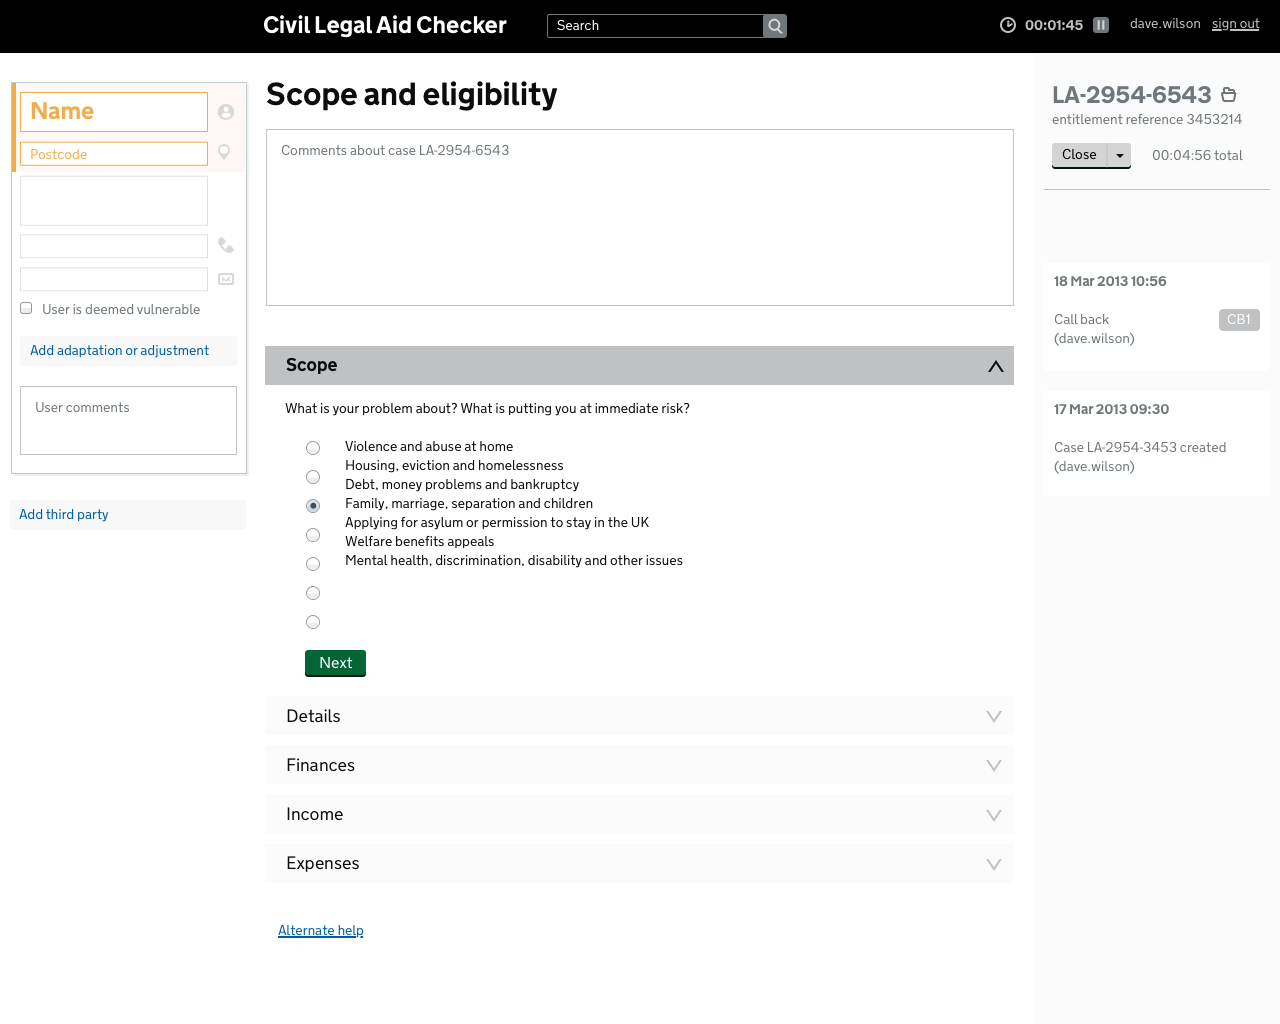 Civil Legal Aid Checker
Search
00:01:45
dave.wilson
sign out
Name
Postcode
User is deemed vulnerable
Add adaptation or adjustment
User comments
Add third party
Scope and eligibility
Comments about case LA-2954-6543
Scope
What is your problem about? What is putting you at immediate risk?
Violence and abuse at home
Housing, eviction and homelessness
Debt, money problems and bankruptcy
Family, marriage, separation and children
Applying for asylum or permission to stay in the UK
Welfare benefits appeals
Mental health, discrimination, disability and other issues
Next
Details
Finances
Income
Expenses
Alternate help
LA-2954-6543
entitlement reference 3453214
Close
00:04:56 total
18 Mar 2013 10:56
Call back
CB1
(dave.wilson)
17 Mar 2013 09:30
Case LA-2954-3453 created
(dave.wilson)